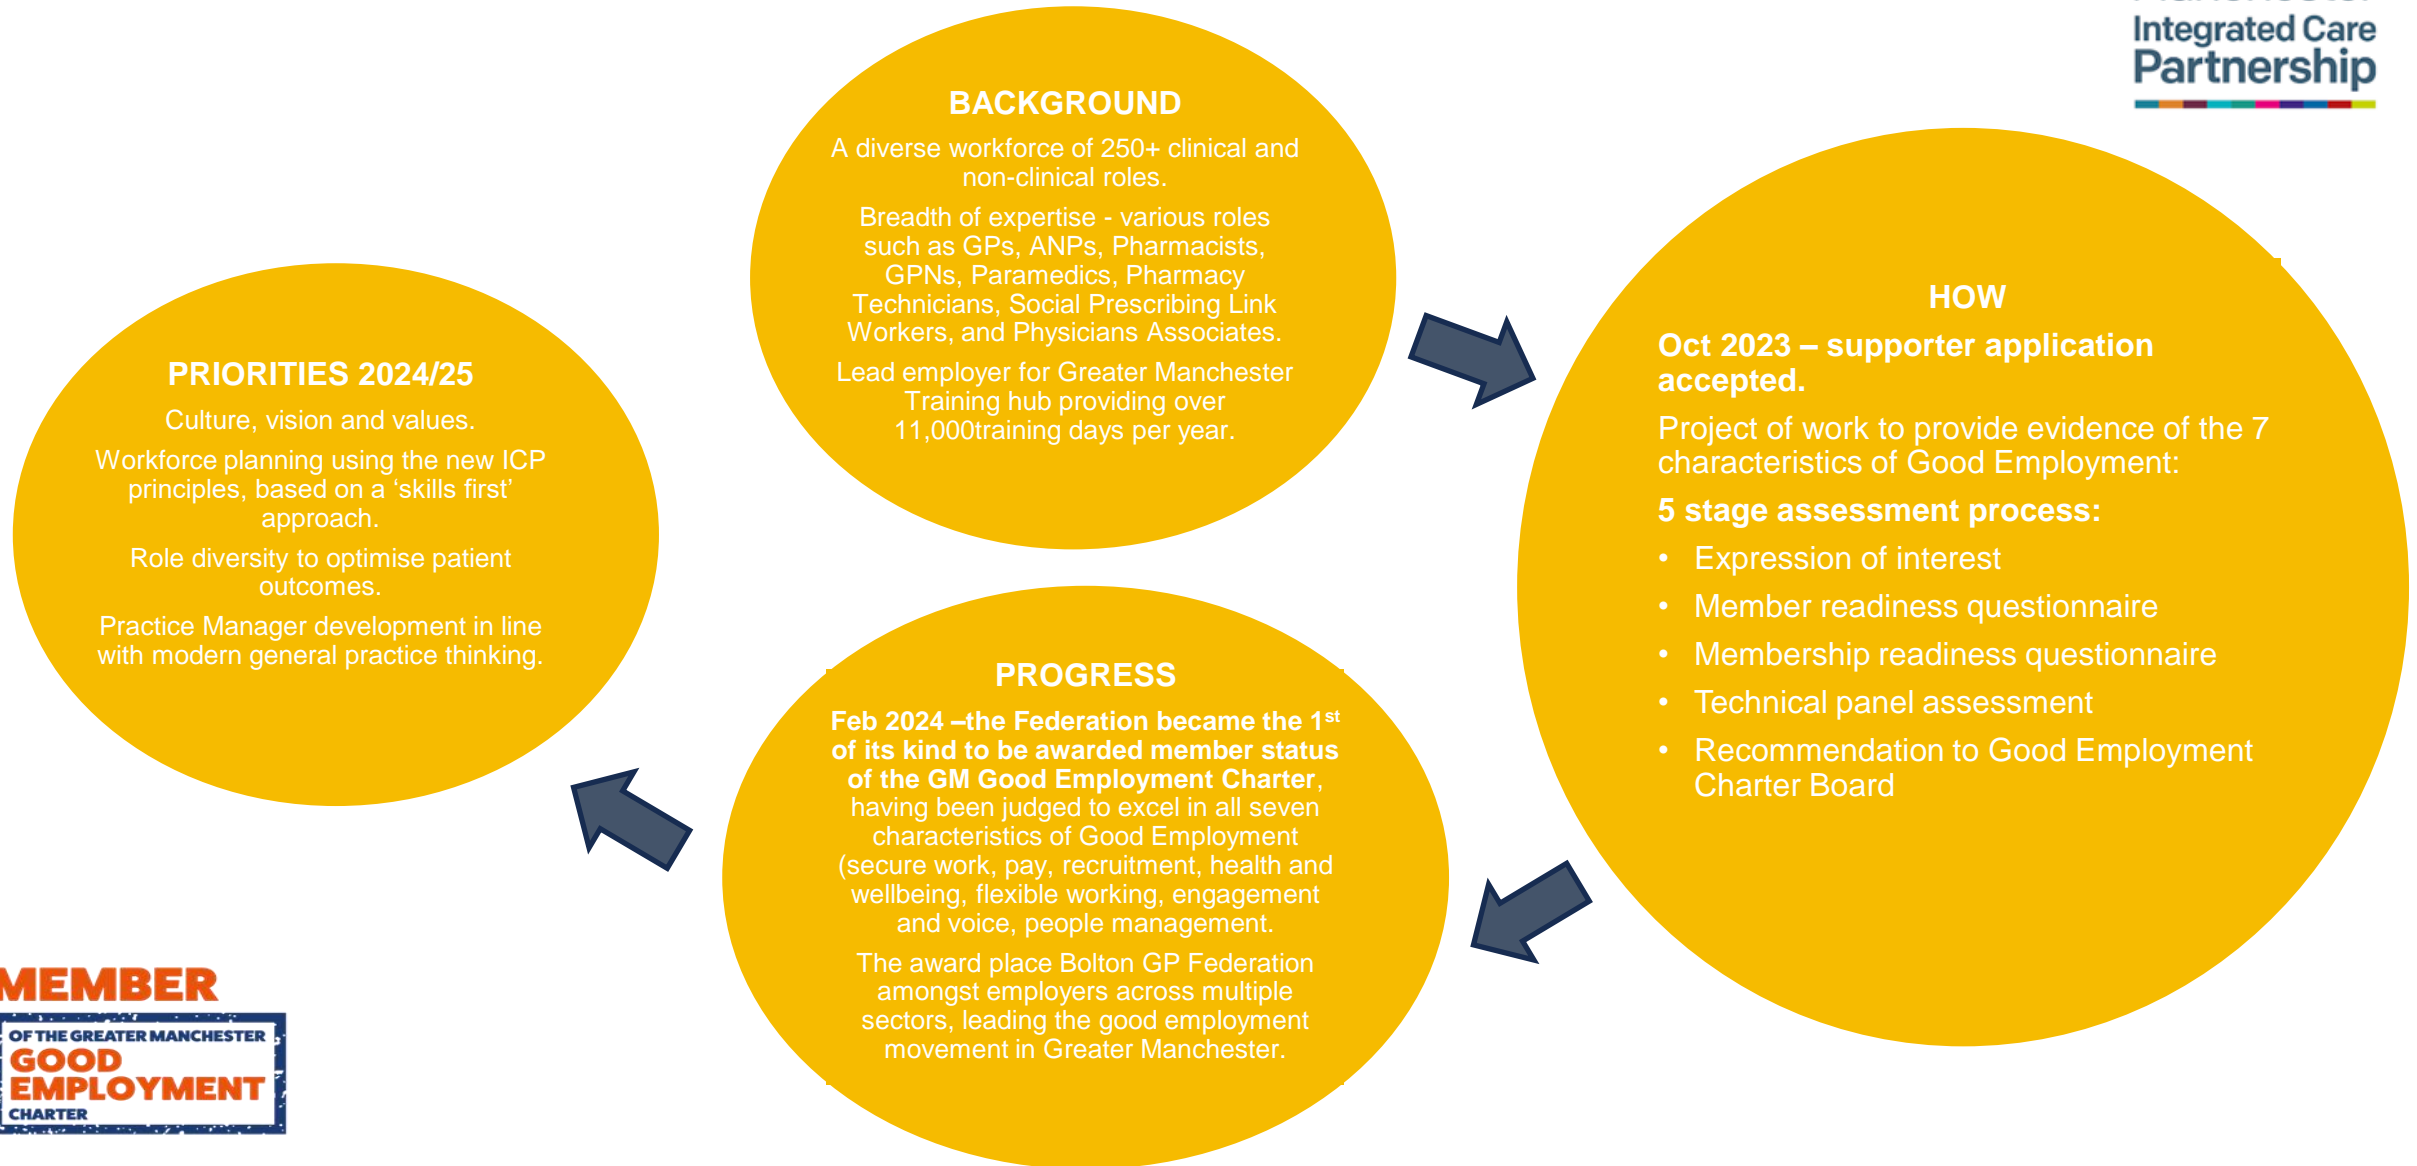 Integrated Care
Partnership
BACKGROUND
A diverse workforce of 250+ clinical and
non-clinical roles.
Breadth of expertise - various roles
such as GPs, ANPs, Pharmacists,
GPNs, Paramedics, Pharmacy
Technicians, Social Prescribing Link
Workers, and Physicians Associates.
Lead employer for Greater Manchester
Training hub providing over
11,000training days per year.
HOW
Oct 2023 – supporter application
accepted.
Project of work to provide evidence of the 7
characteristics of Good Employment:
5 stage assessment process:
• Expression of interest
• Member readiness questionnaire
• Membership readiness questionnaire
• Technical panel assessment
• Recommendation to Good Employment
Charter Board
PROGRESS
Feb 2024 –the Federation became the 1st
of its kind to be awarded member status
of the GM Good Employment Charter,
having been judged to excel in all seven
characteristics of Good Employment
(secure work, pay, recruitment, health and
wellbeing, flexible working, engagement
and voice, people management.
The award place Bolton GP Federation
amongst employers across multiple
sectors, leading the good employment
movement in Greater Manchester.
PRIORITIES 2024/25
Culture, vision and values.
Workforce planning using the new ICP
principles, based on a ‘skills first’
approach.
Role diversity to optimise patient
outcomes.
Practice Manager development in line
with modern general practice thinking.
MEMBER
OF THE GREATER MANCHESTER
GOOD
EMPLOYMENT
CHARTER